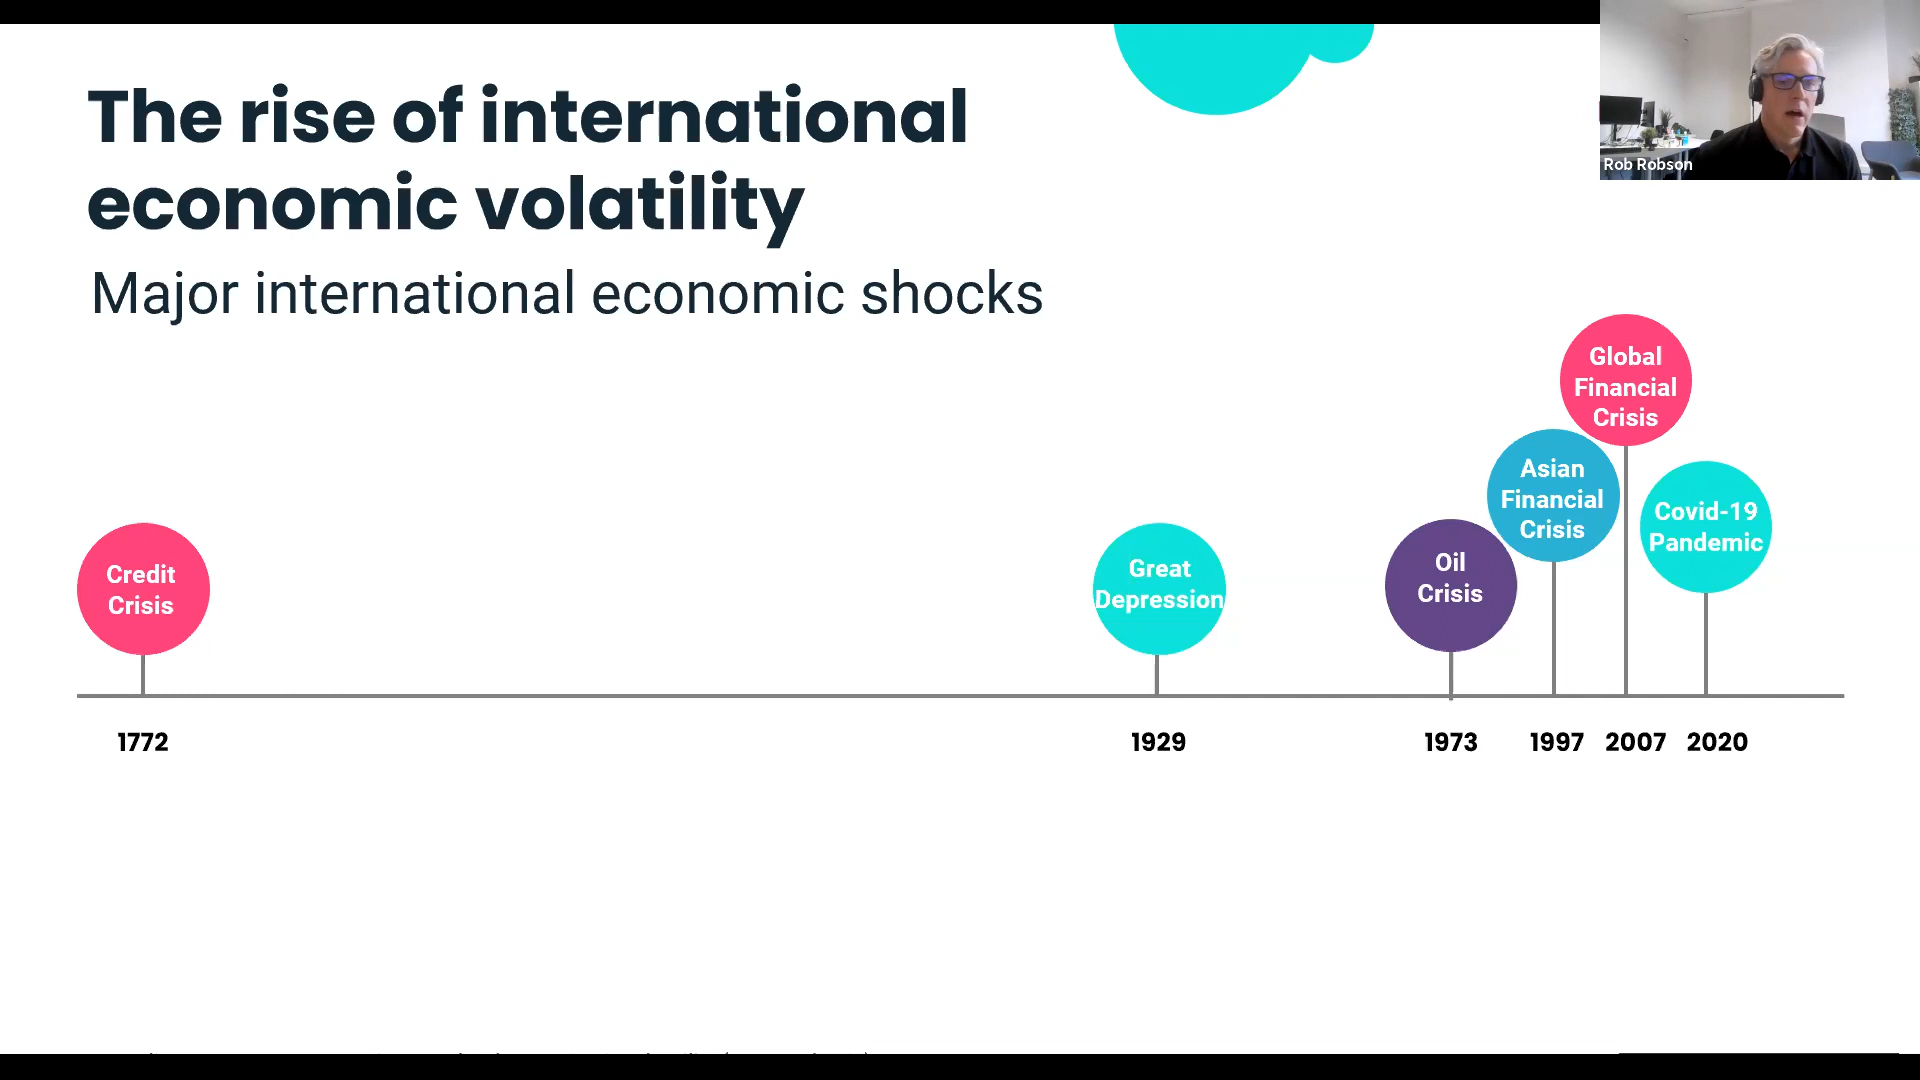 The rise of international
economic volatility
Major international economic shocks
Rob Robson
Global
Financial
Crisis
Asian
Financial
Crisis
Covid-19
Pandemic
Credit
Crisis
Great
Depression
Oil
Crisis
1772
1929
1973
1997
2007
2020